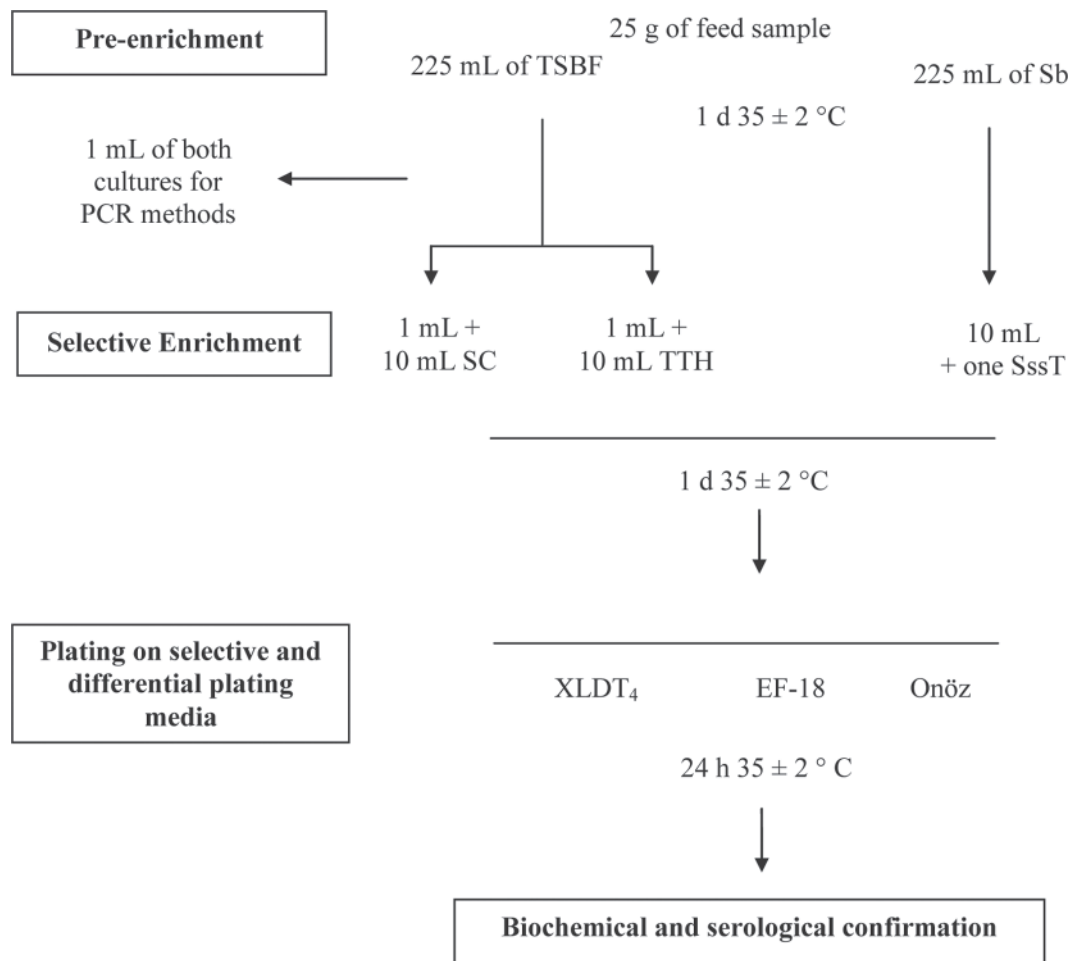 Pre-enrichment
25 g of feed sample
225 mL of TSBF
225 mL of Sb
1 d 35 ± 2 °C
1 mL of both
cultures for
PCR methods
Selective Enrichment
1 mL +
10 mL SC
1 mL +
10 mL TTH
10 mL
+ one SssT
1 d 35 ± 2 °C
Plating on selective and
differential plating
media
XLDT₄
EF-18
Onöz
24 h 35 ± 2 ° C
Biochemical and serological confirmation